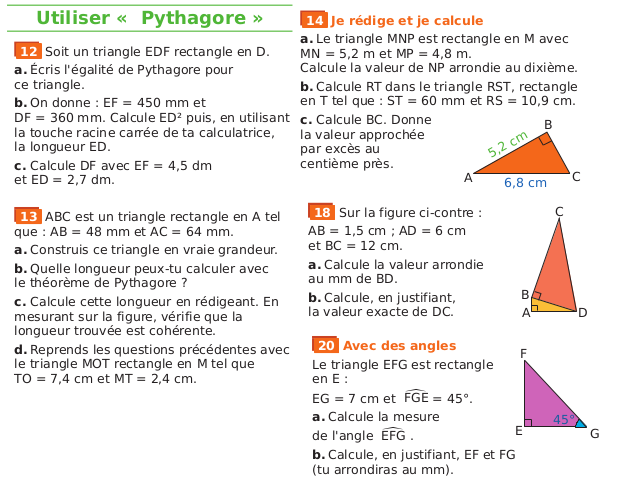 Utiliser « Pythagore »
12 Soit un triangle EDF rectangle en D.
a. Écris l'égalité de Pythagore pour
ce triangle.
b. On donne : EF = 450 mm et
DF = 360 mm. Calcule ED² puis, en utilisant
la touche racine carrée de ta calculatrice,
la longueur ED.
c. Calcule DF avec EF = 4,5 dm
et ED = 2,7 dm.
13 ABC est un triangle rectangle en A tel
que : AB = 48 mm et AC = 64 mm.
a. Construis ce triangle en vraie grandeur.
b. Quelle longueur peux-tu calculer avec
le théorème de Pythagore ?
c. Calcule cette longueur en rédigeant. En
mesurant sur la figure, vérifie que la
longueur trouvée est cohérente.
d. Reprends les questions précédentes avec
le triangle MOT rectangle en M tel que
TO = 7,4 cm et MT = 2,4 cm.
14 Je rédige et je calcule
a. Le triangle MNP est rectangle en M avec
MN = 5,2 m et MP = 4,8 m.
Calcule la valeur de NP arrondie au dixième.
b. Calcule RT dans le triangle RST, rectangle
en T tel que : ST = 60 mm et RS = 10,9 cm.
c. Calcule BC. Donne
la valeur approchée
par excès au
centième près.
B
5,2 cm
A
C
6,8 cm
18 Sur la figure ci-contre :
AB = 1,5 cm ; AD = 6 cm
et BC = 12 cm.
a. Calcule la valeur arrondie
au mm de BD.
b. Calcule, en justifiant,
la valeur exacte de DC.
C
B
A
D
20 Avec des angles
Le triangle EFG est rectangle
en E :
EG = 7 cm et FGE = 45°.
a. Calcule la mesure
de l'angle EFG .
b. Calcule, en justifiant, EF et FG
(tu arrondiras au mm).
F
45°
E
G